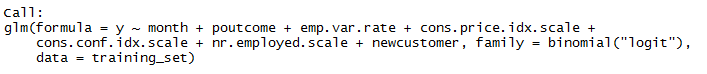 Call:
glm(formula = y ~ month + poutcome + emp.var.rate + cons.price.idx.scale +
    cons.conf.idx.scale + nr.employed.scale + newcustomer, family = binomial("logit"),
    data = training_set)